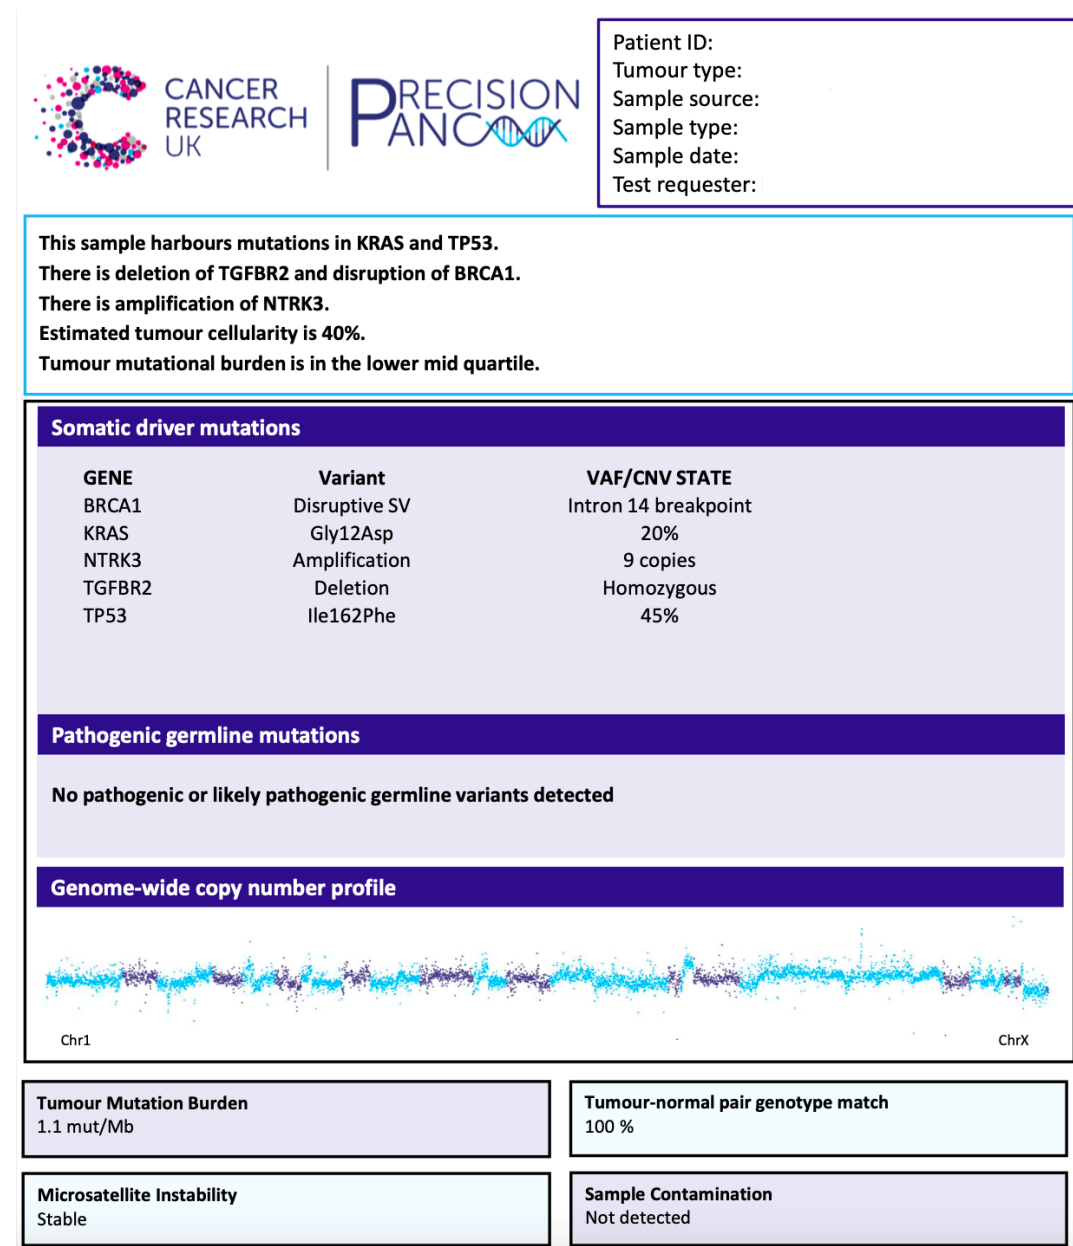 CANCER
RESEARCH
UK
PRECISION
PANC
Patient ID:
Tumour type:
Sample source:
Sample type:
Sample date:
Test requester:
This sample harbours mutations in KRAS and TP53.
There is deletion of TGFBR2 and disruption of BRCA1.
There is amplification of NTRK3.
Estimated tumour cellularity is 40%.
Tumour mutational burden is in the lower mid quartile.
Somatic driver mutations
GENE Variant VAF/CNV STATE
BRCA1 Disruptive SV Intron 14 breakpoint
KRAS Gly12Asp 20%
NTRK3 Amplification 9 copies
TGFBR2 Deletion Homozygous
TP53 Ile162Phe 45%
Pathogenic germline mutations
No pathogenic or likely pathogenic germline variants detected
Genome-wide copy number profile
Chr1 ChrX
Tumour Mutation Burden
1.1 mut/Mb
Tumour-normal pair genotype match
100 %
Microsatellite Instability
Stable
Sample Contamination
Not detected